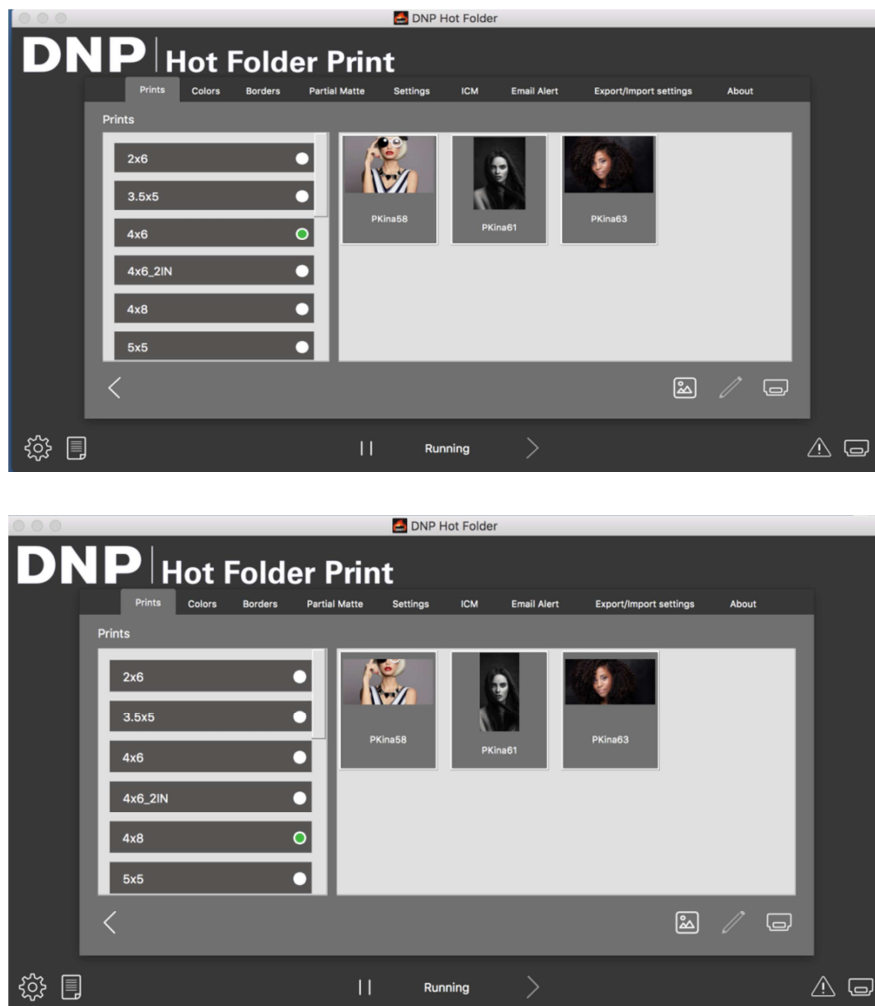 DNP Hot Folder
DNP Hot Folder Print
Prints Colors Borders Partial Matte Settings ICM Email Alert Export/Import settings About
Prints
2x6
3.5x5
4x6
4x6_2IN
4x8
5x5
PKina58
PKina61
PKina63
Running
DNP Hot Folder
DNP Hot Folder Print
Prints Colors Borders Partial Matte Settings ICM Email Alert Export/Import settings About
Prints
2x6
3.5x5
4x6
4x6_2IN
4x8
5x5
PKina58
PKina61
PKina63
Running